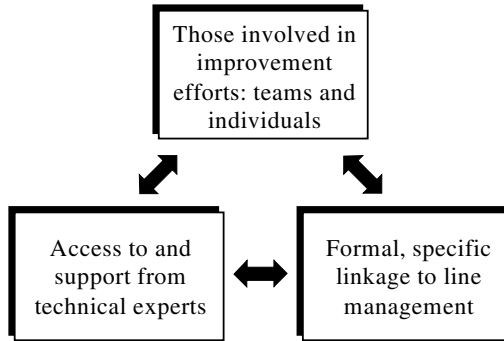 Those involved in
improvement
efforts: teams and
individuals
Access to and
support from
technical experts
Formal, specific
linkage to line
management